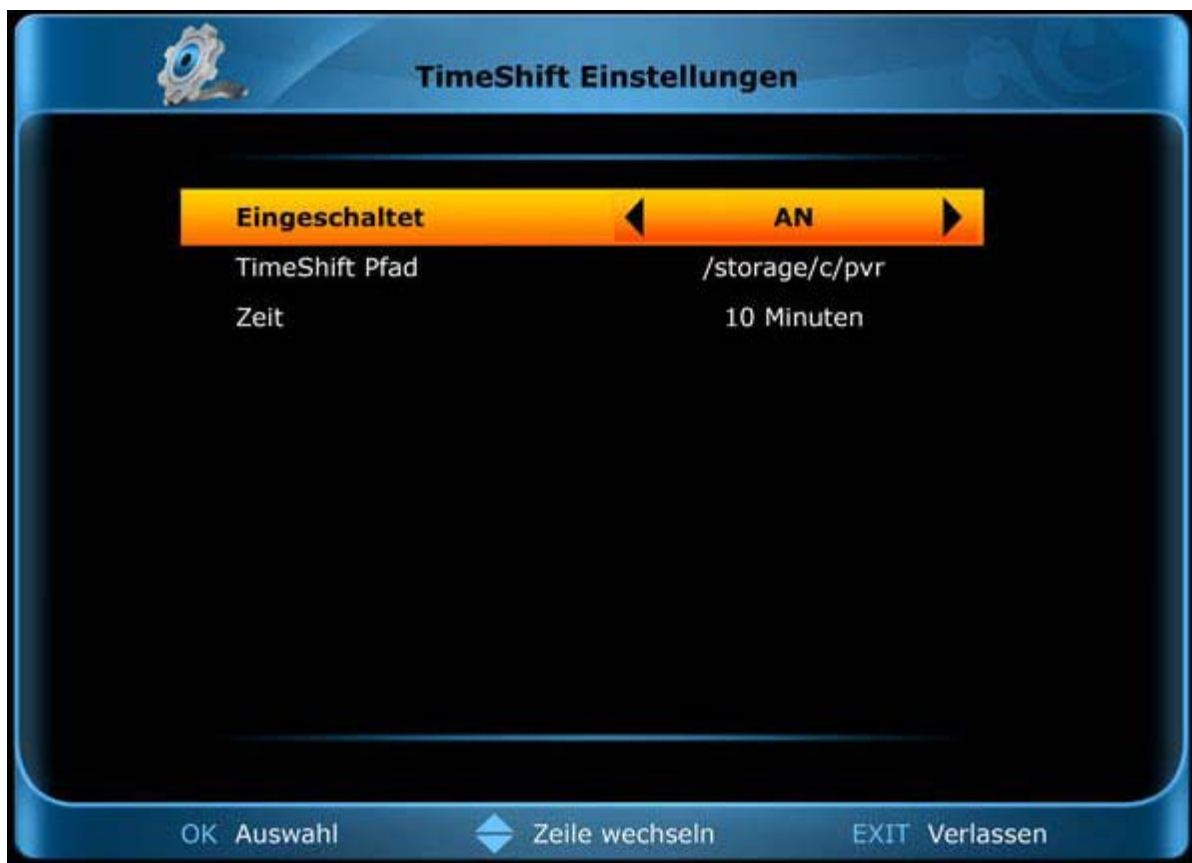 TimeShift Einstellungen
Eingeschaltet AN
TimeShift Pfad /storage/c/pvr
Zeit 10 Minuten
OK Auswahl Zeile wechseln EXIT Verlassen